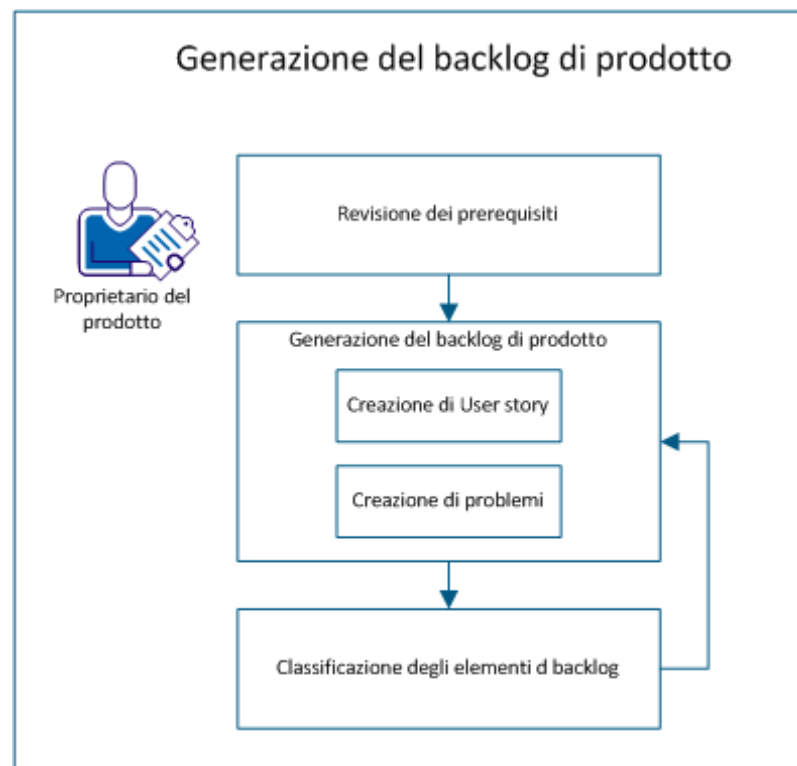 Generazione del backlog di prodotto
Revisione dei prerequisiti
Proprietario del
prodotto
Generazione del backlog di prodotto
Creazione di User story
Creazione di problemi
Classificazione degli elementi d backlog